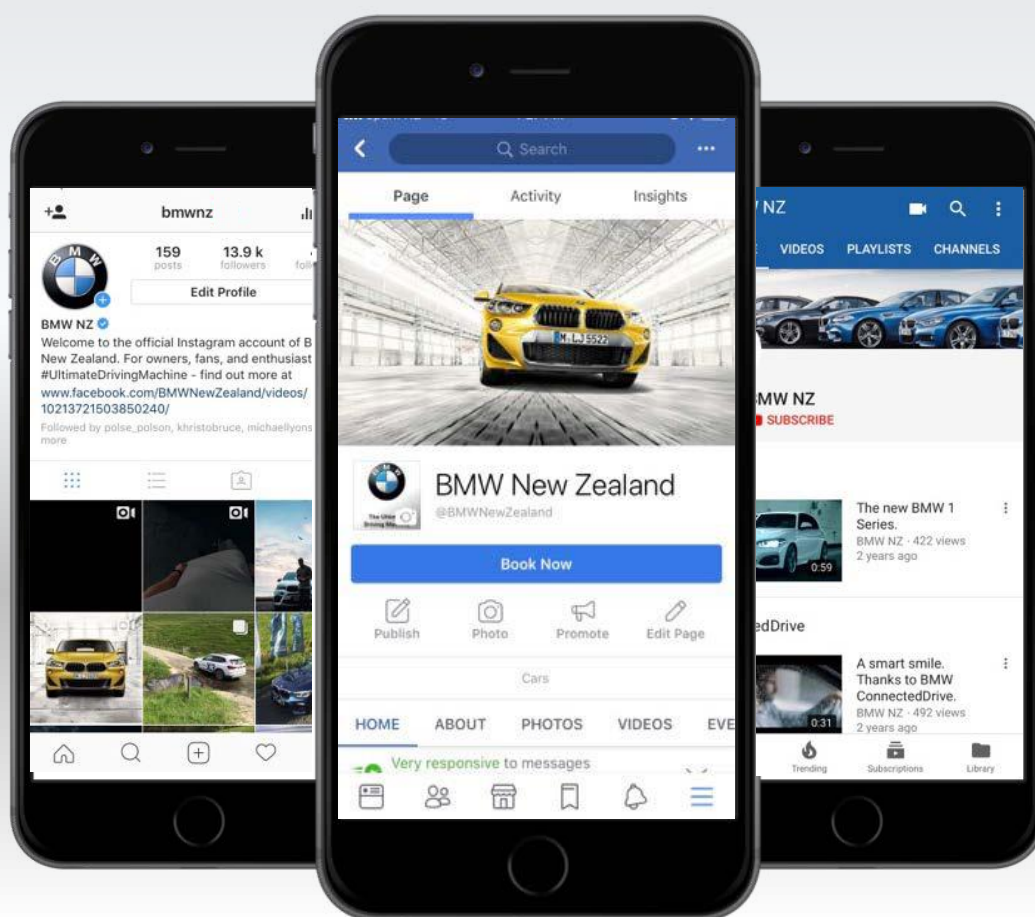 bmwnz
159
13.9 k
posts
followers
Edit Profile
BMW NZ
Welcome to the official Instagram account of B
New Zealand. For owners, fans, and enthusiast
#UltimateDrivingMachine - find out more at
www.facebook.com/BMWNewZealand/videos/
10213721503850240/
Followed by polse_polson, khristobruce, michaellyons
more
Search
Page
Activity
Insights
M·LJ 5522
BMW New Zealand
@BMWNewZealand
Book Now
Publish
Photo
Promote
Edit Page
Cars
HOME
ABOUT
PHOTOS
VIDEOS
EVE
Very responsive to messages
NZ
VIDEOS
PLAYLISTS
CHANNELS
BMW NZ
SUBSCRIBE
The new BMW 1
Series.
BMW NZ · 422 views
2 years ago
0:59
edDrive
A smart smile.
Thanks to BMW
ConnectedDrive.
BMW NZ · 492 views
2 years ago
0:31
Trending
Subscriptions
Library